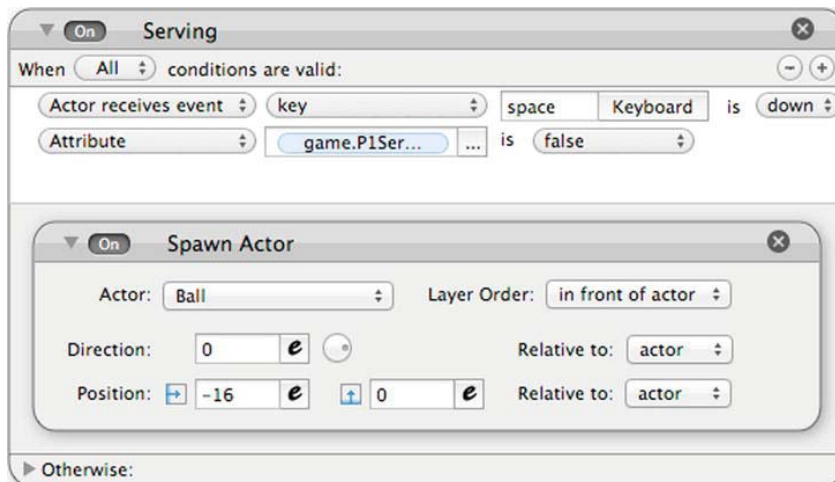 On Serving
When All conditions are valid:
Actor receives event key space Keyboard is down
Attribute game.P1Ser... ... is false
On Spawn Actor
Actor: Ball Layer Order: in front of actor
Direction: 0 e Relative to: actor
Position: -16 e 0 e Relative to: actor
Otherwise: